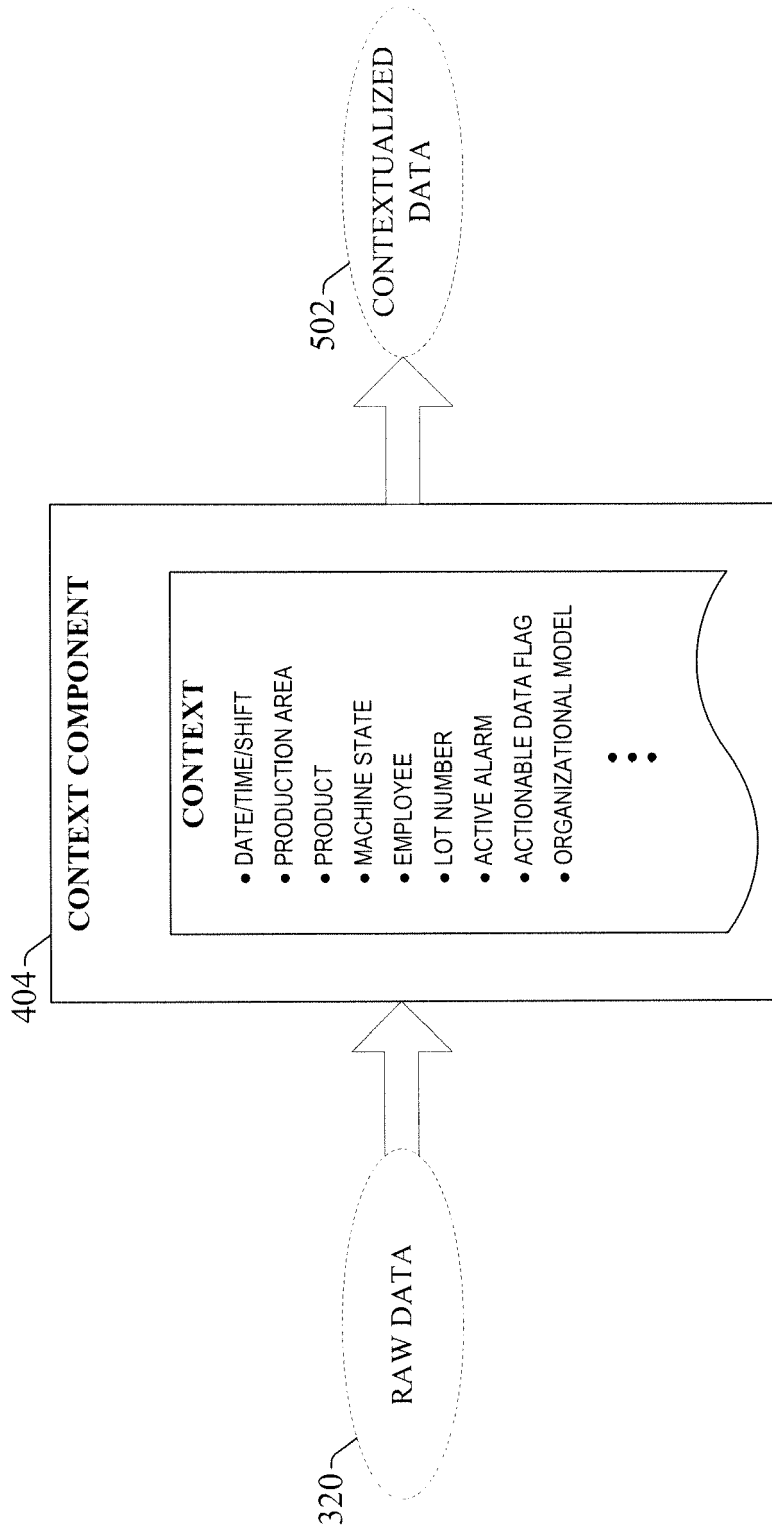 404
CONTEXT COMPONENT
CONTEXT
• DATE/TIME/SHIFT
• PRODUCTION AREA
• PRODUCT
• MACHINE STATE
• EMPLOYEE
• LOT NUMBER
• ACTIVE ALARM
• ACTIONABLE DATA FLAG
• ORGANIZATIONAL MODEL
320
RAW DATA
502
CONTEXTUALIZED
DATA